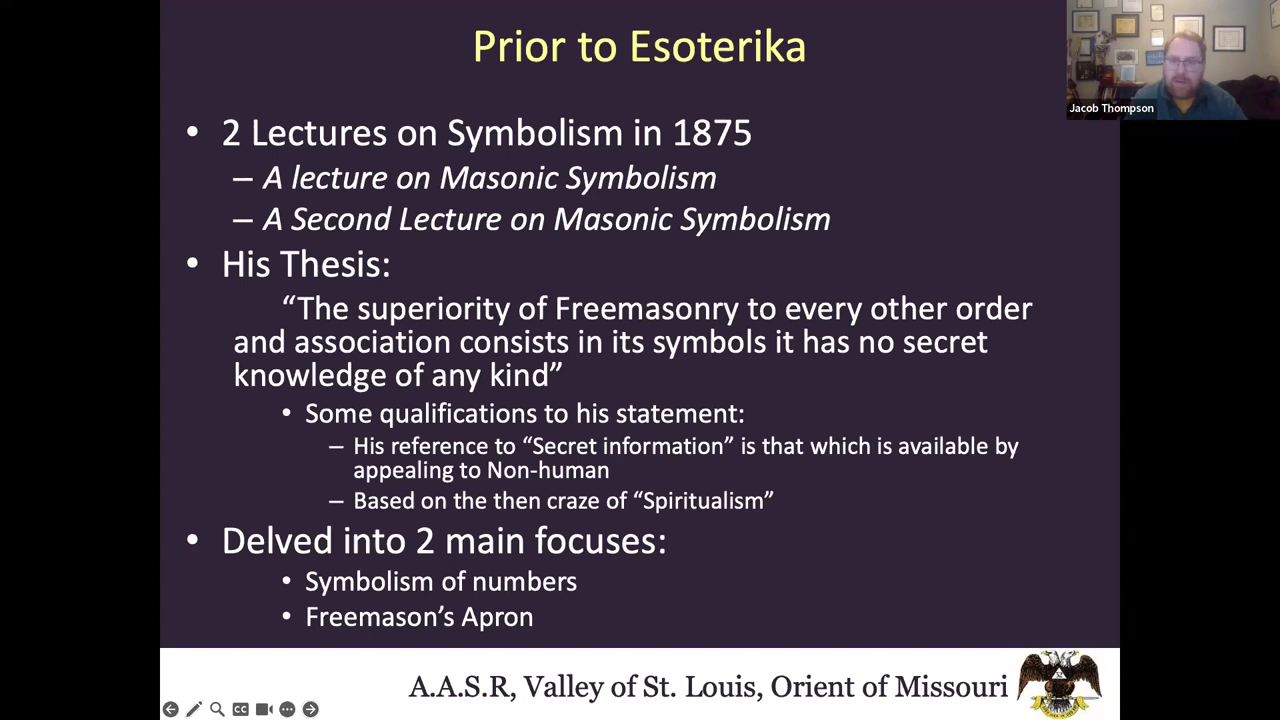 Prior to Esoterika
Jacob Thompson
• 2 Lectures on Symbolism in 1875
– A lecture on Masonic Symbolism
– A Second Lecture on Masonic Symbolism
• His Thesis:
“The superiority of Freemasonry to every other order
and association consists in its symbols it has no secret
knowledge of any kind”
• Some qualifications to his statement:
– His reference to “Secret information” is that which is available by
appealing to Non-human
– Based on the then craze of “Spiritualism”
• Delved into 2 main focuses:
• Symbolism of numbers
• Freemason’s Apron
A.A.S.R, Valley of St. Louis, Orient of Missouri
CC